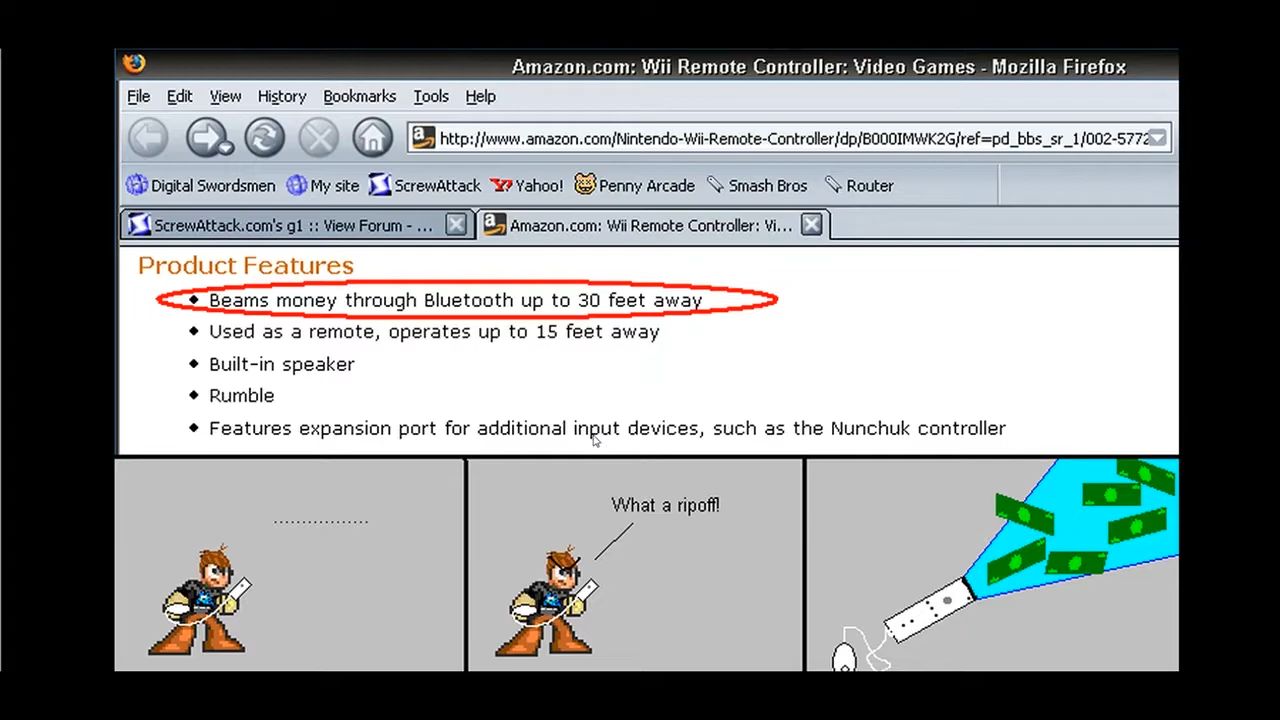 Amazon.com: Wii Remote Controller: Video Games - Mozilla Firefox
File Edit View History Bookmarks Tools Help
http://www.amazon.com/Nintendo-Wii-Remote-Controller/dp/B000IMWK2G/ref=pd_bbs_sr_1/002-5772
Digital Swordsmen My site ScrewAttack Yahoo! Penny Arcade Smash Bros Router
ScrewAttack.com's g1 :: View Forum - ... Amazon.com: Wii Remote Controller: Vi...
Product Features
Beams money through Bluetooth up to 30 feet away
Used as a remote, operates up to 15 feet away
Built-in speaker
Rumble
Features expansion port for additional input devices, such as the Nunchuk controller
................
What a ripoff!